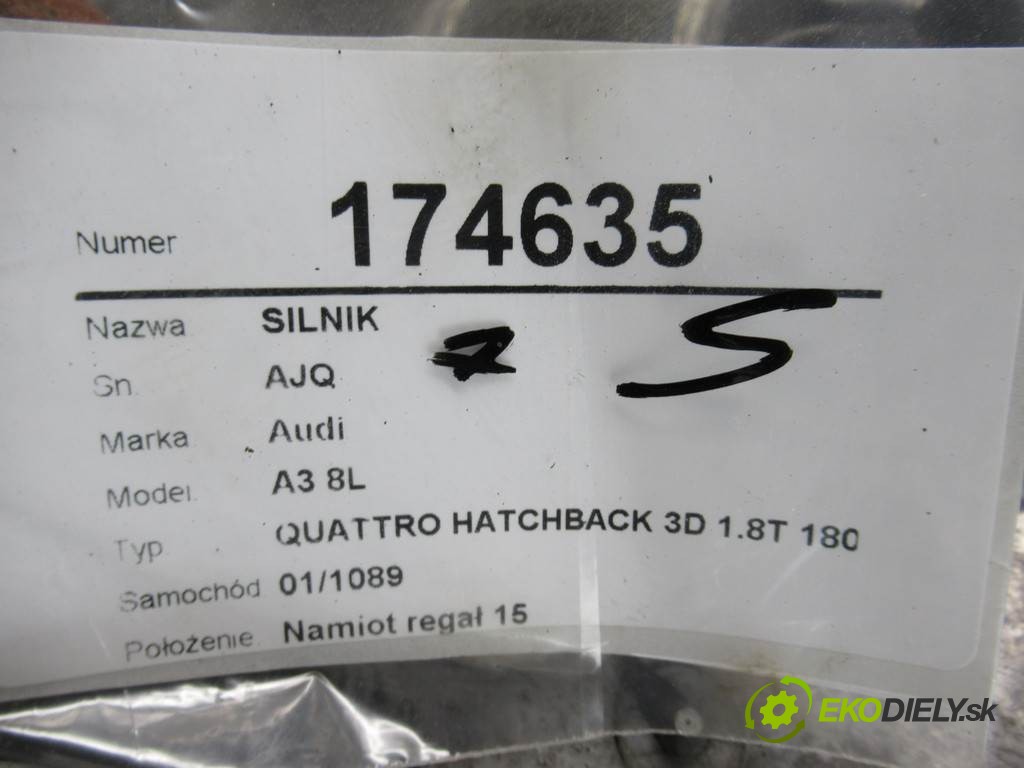 Numer 174635
Nazwa SILNIK
Sn. AJQ
S
Marka Audi
Model. A3 8L
Typ QUATTRO HATCHBACK 3D 1.8T 180
Samochód 01/1089
Położenie. Namiot regał 15
EKODIELY.sk